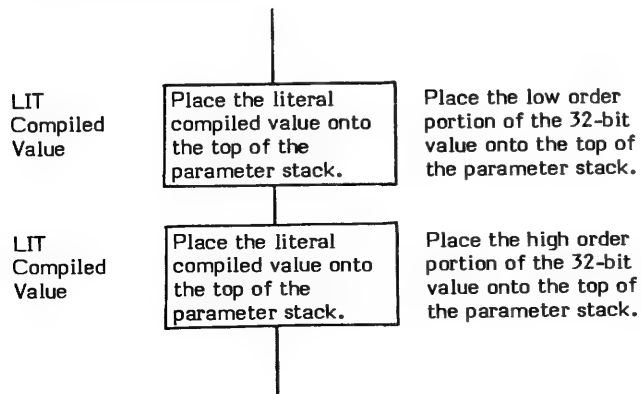 LIT
Compiled
Value
Place the literal
compiled value onto
the top of the
parameter stack.
Place the low order
portion of the 32-bit
value onto the top of
the parameter stack.
LIT
Compiled
Value
Place the literal
compiled value onto
the top of the
parameter stack.
Place the high order
portion of the 32-bit
value onto the top of
the parameter stack.